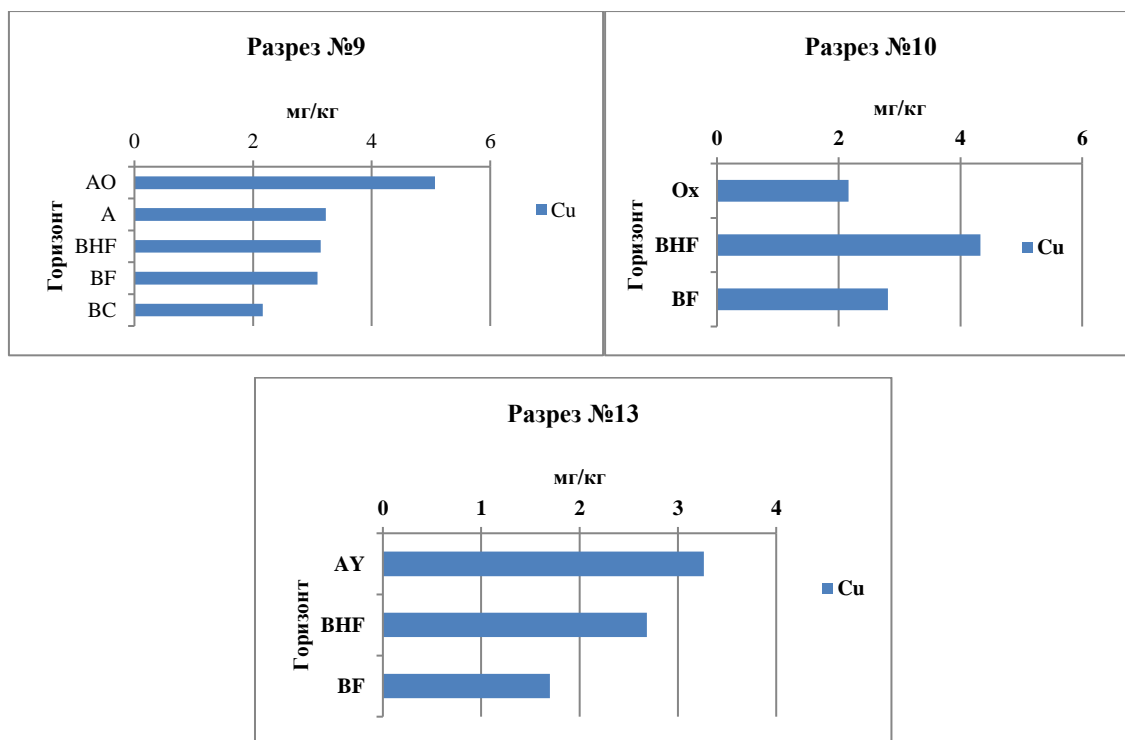 Разрез №9
мг/кг
0 2 4 6
АО
А
BHF
BF
BC
Горизонт
Cu
Разрез №10
мг/кг
0 2 4 6
Ox
BHF
BF
Горизонт
Cu
Разрез №13
мг/кг
0 1 2 3 4
AY
BHF
BF
Горизонт
Cu